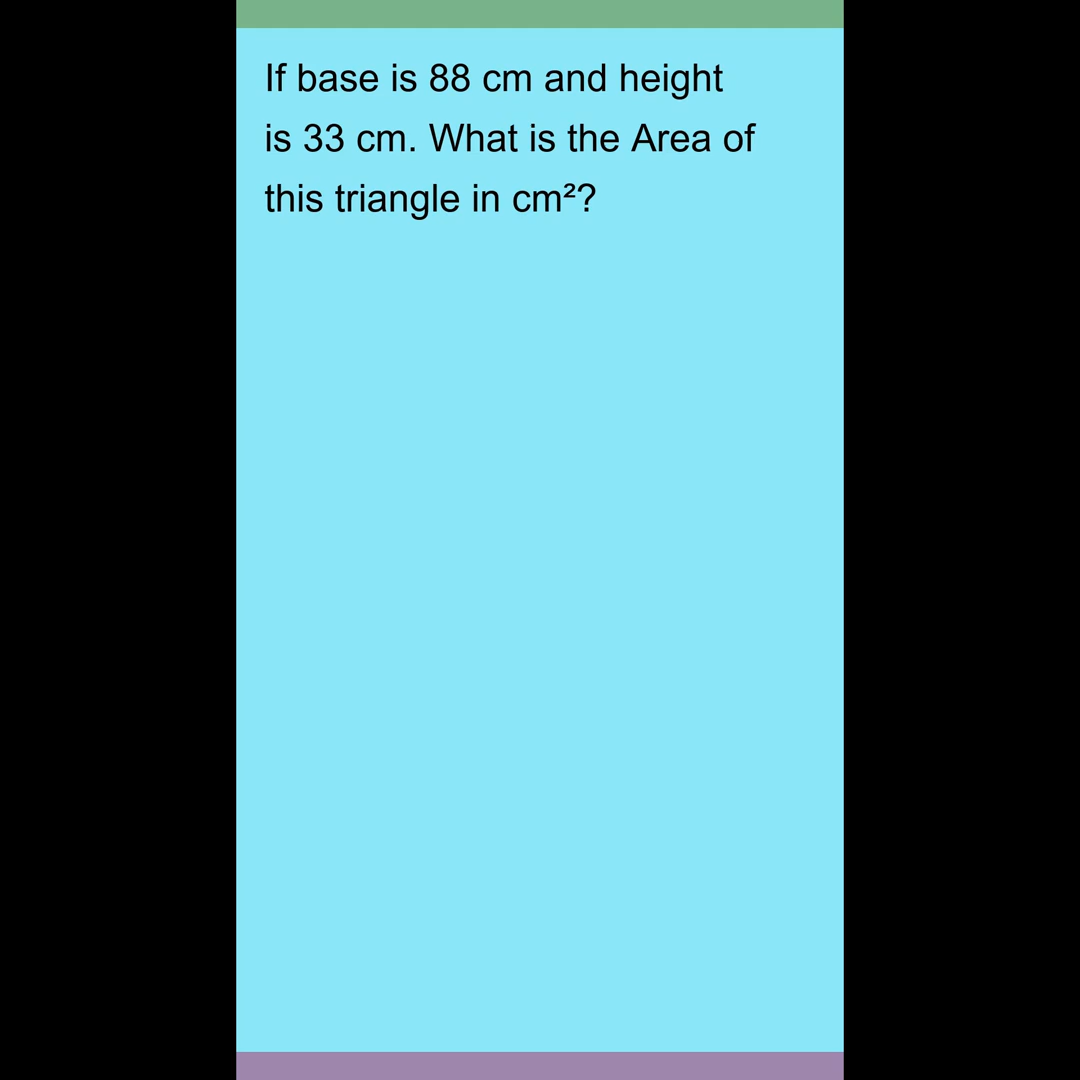 If base is 88 cm and height
is 33 cm. What is the Area of
this triangle in cm²?